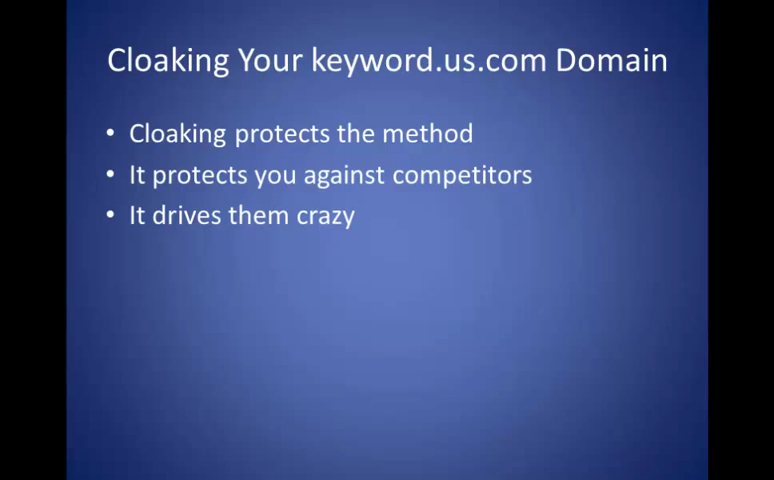 Cloaking Your keyword.us.com Domain
• Cloaking protects the method
• It protects you against competitors
• It drives them crazy